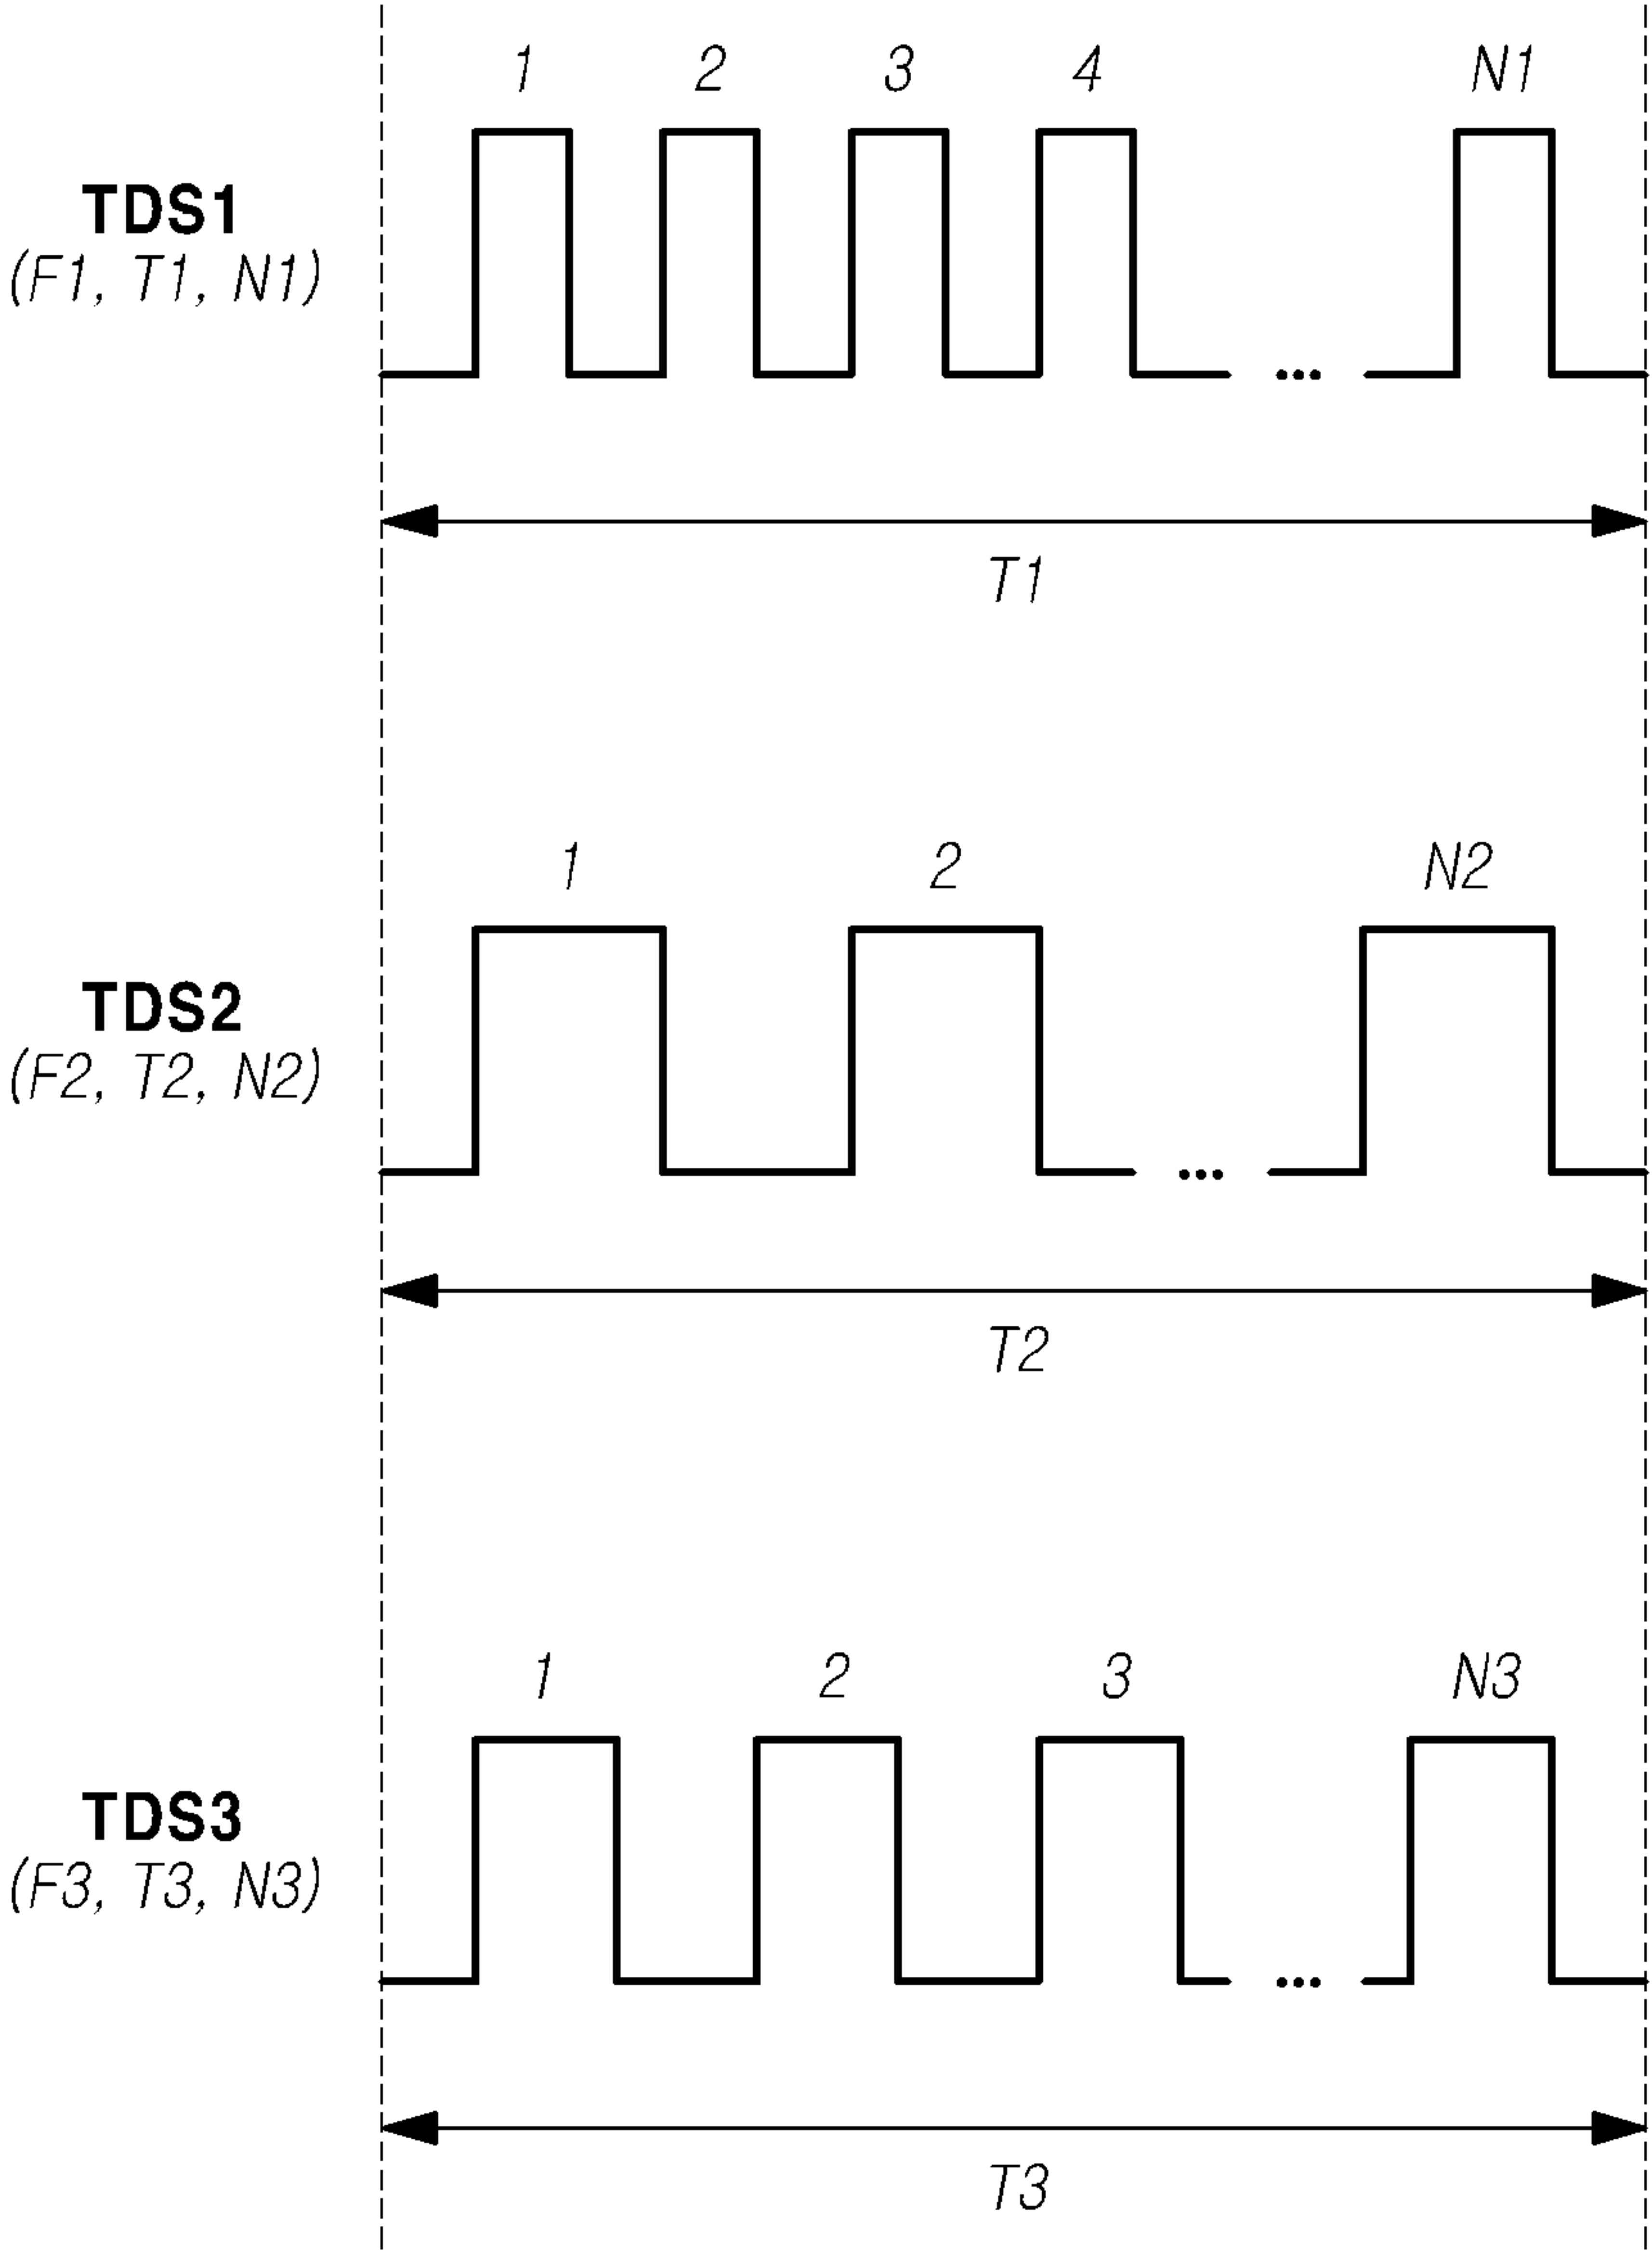 1 2 3 4 N1
TDS1
(F1, T1, N1)
...
T1
1 2 N2
TDS2
(F2, T2, N2)
...
T2
1 2 3 N3
TDS3
(F3, T3, N3)
...
T3